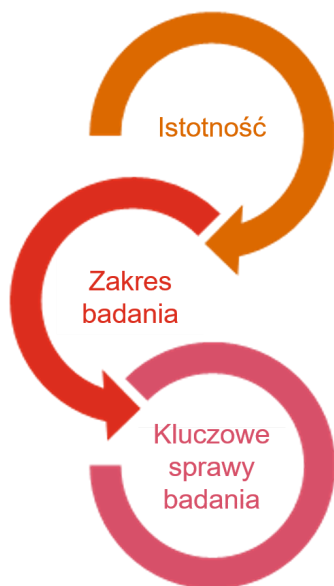 Istotność
Zakres
badania
Kluczowe
sprawy
badania